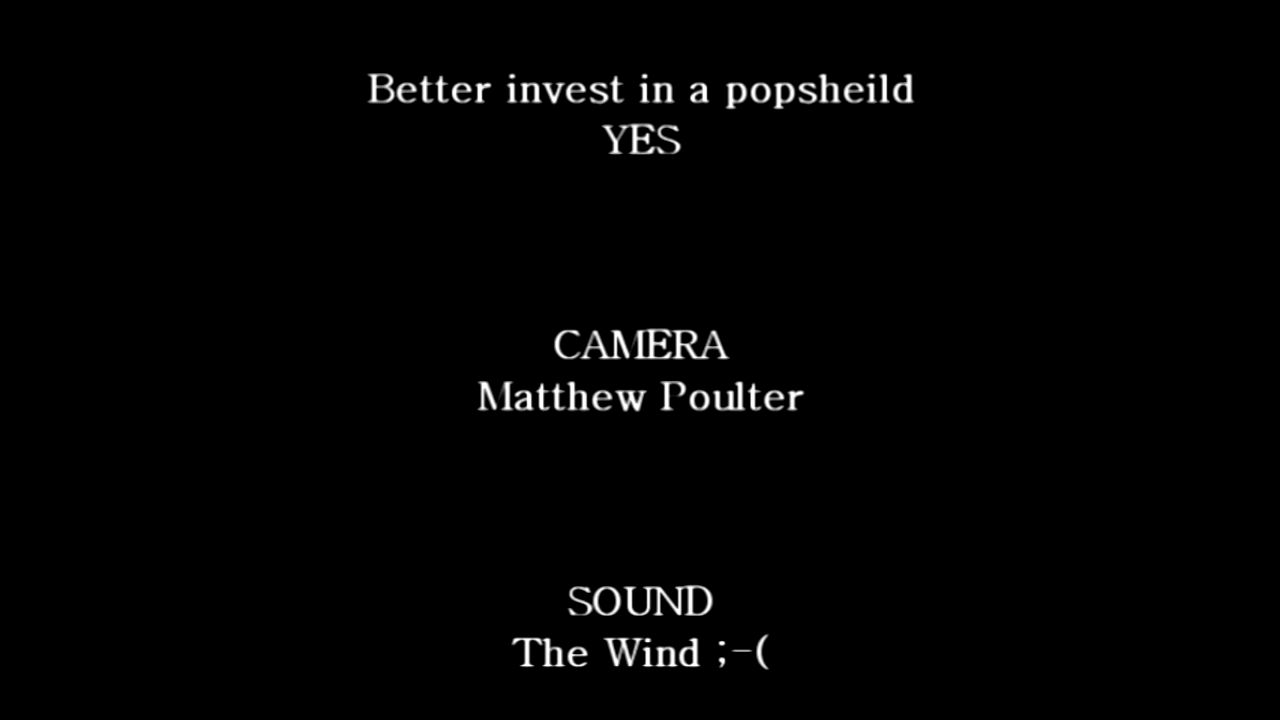 Better invest in a popsheild
YES
CAMERA
Matthew Poulter
SOUND
The Wind ;-(